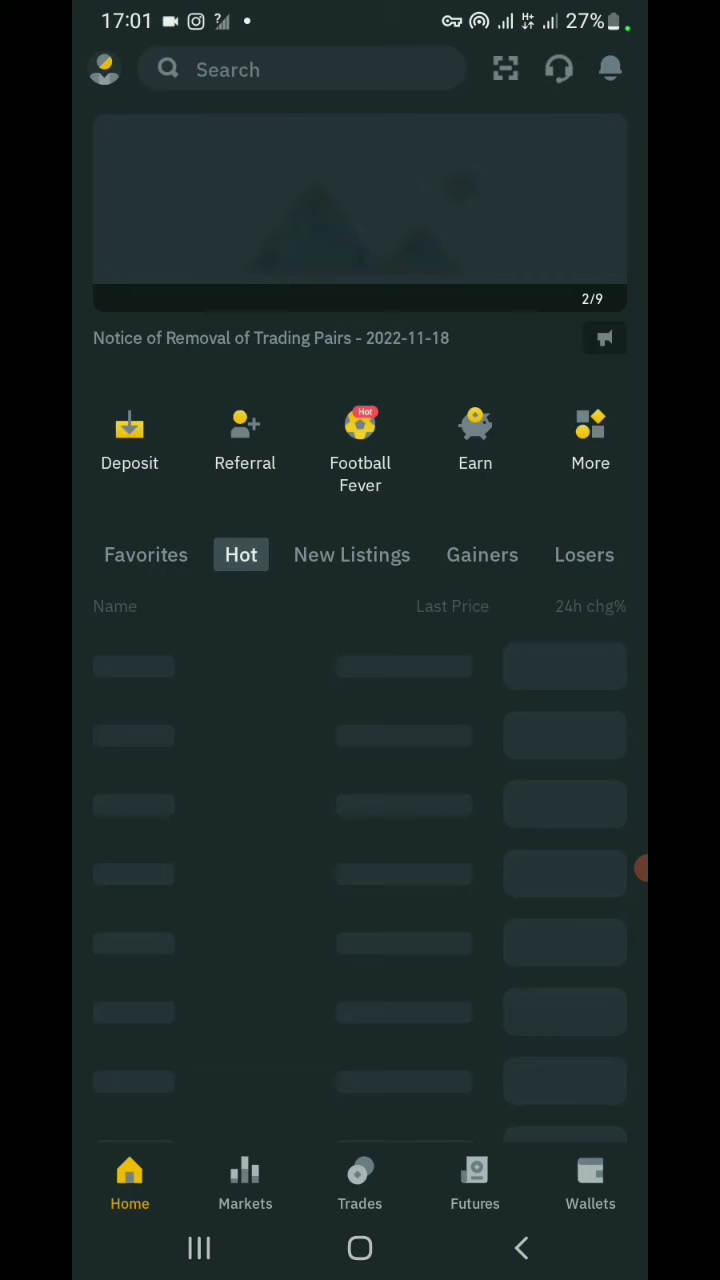 17:01 ? H+ 27%
Search
2/9
Notice of Removal of Trading Pairs - 2022-11-18
Hot
Deposit Referral Football Fever Earn More
Favorites Hot New Listings Gainers Losers
Name Last Price 24h chg%
Home Markets Trades Futures Wallets